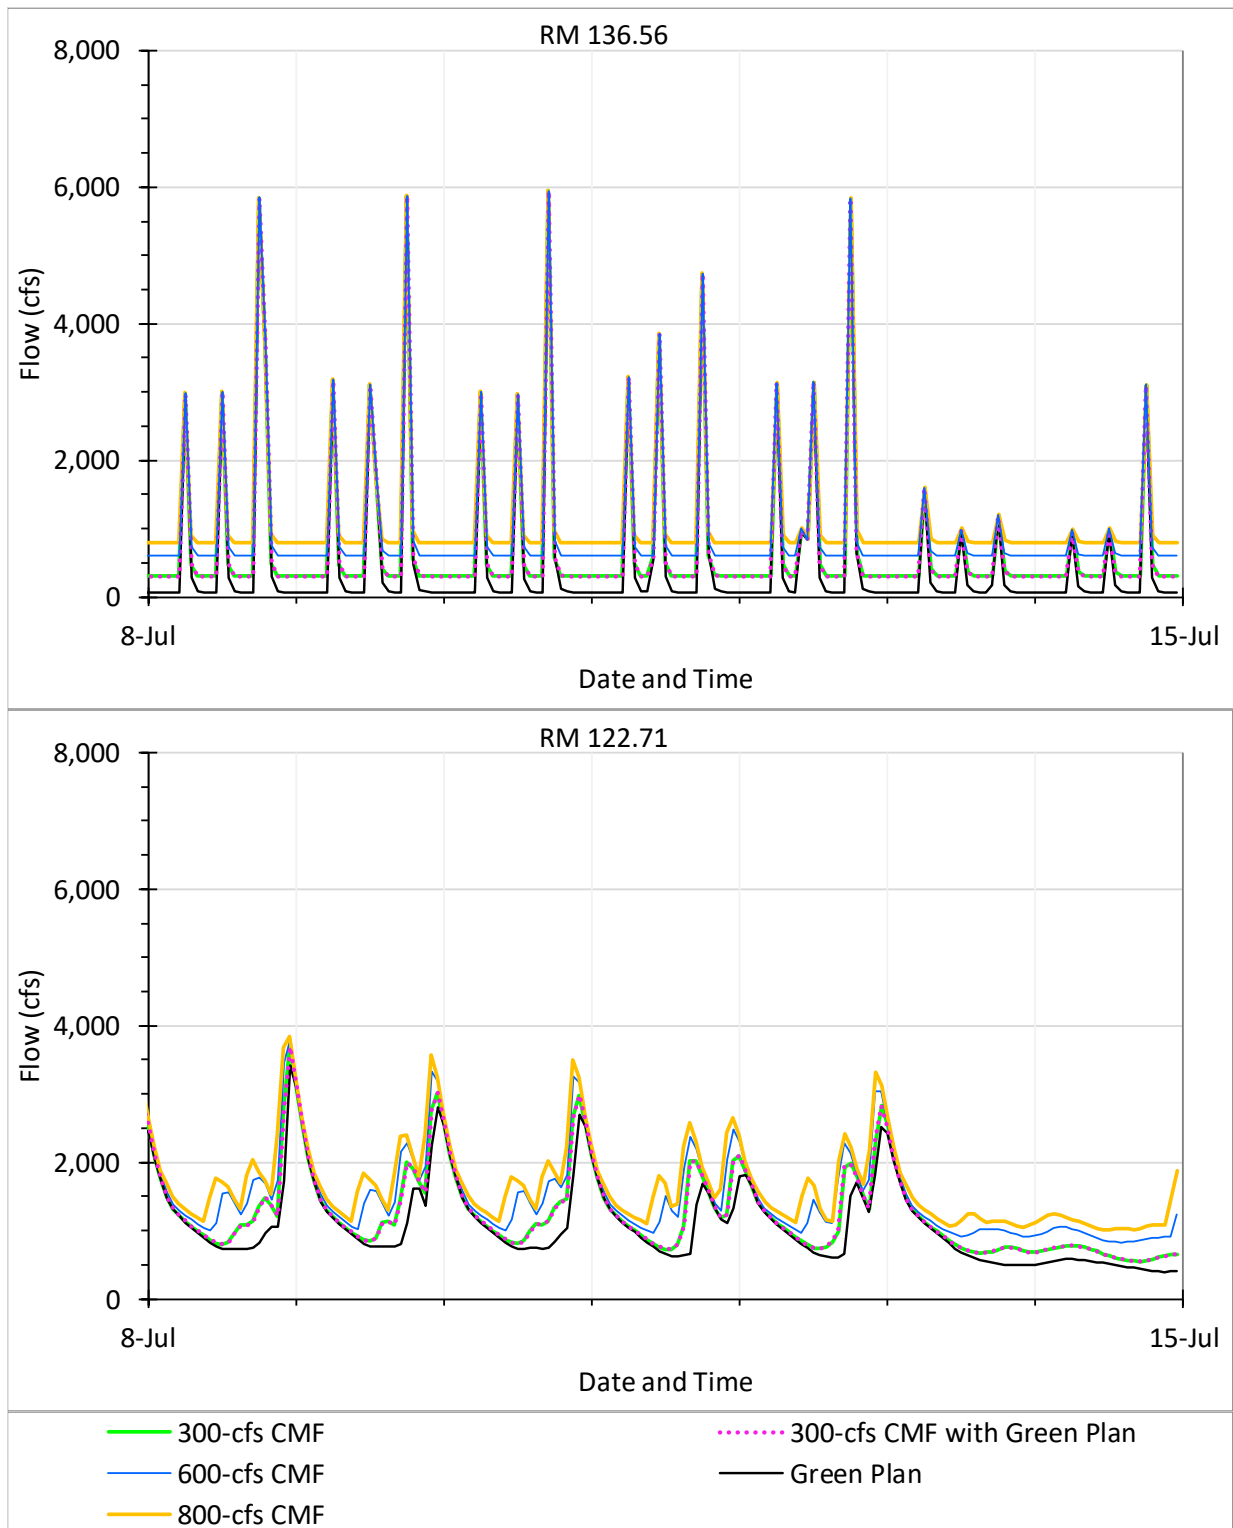 RM 136.56
8,000
6,000
4,000
2,000
0
Flow (cfs)
8-Jul
15-Jul
Date and Time
RM 122.71
8,000
6,000
4,000
2,000
0
Flow (cfs)
8-Jul
15-Jul
Date and Time
300-cfs CMF
300-cfs CMF with Green Plan
600-cfs CMF
Green Plan
800-cfs CMF